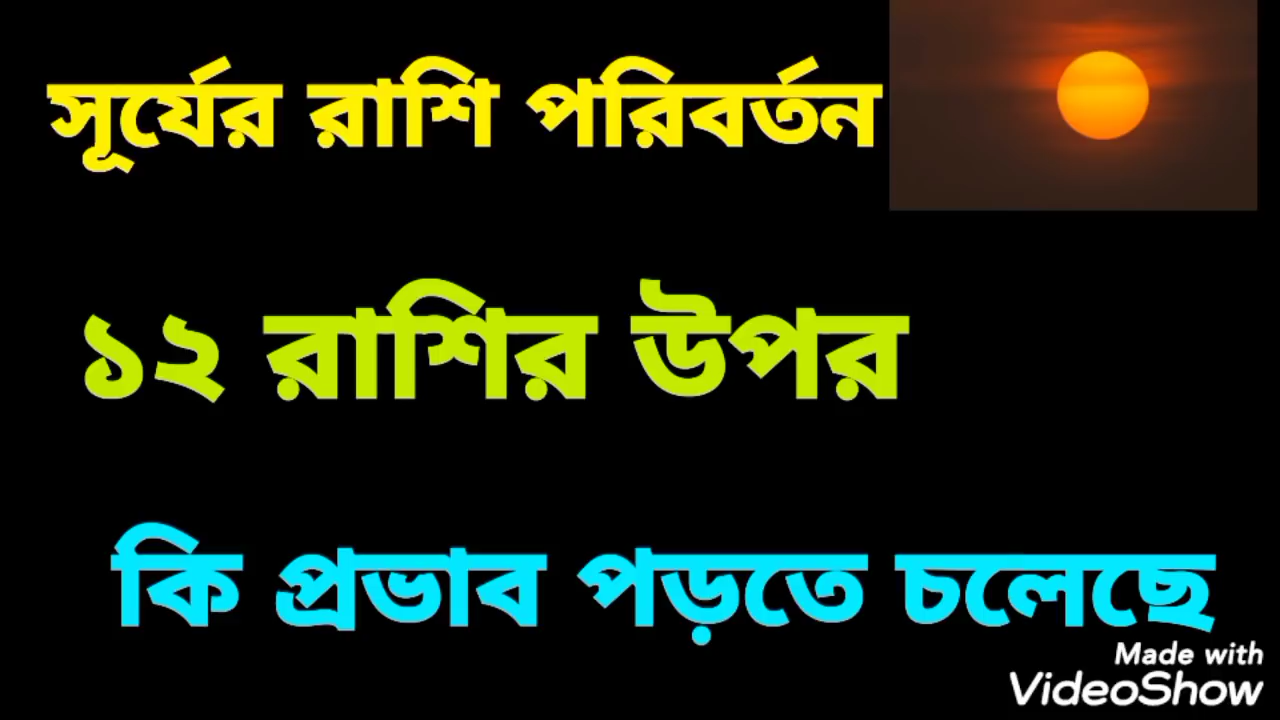 সূর্যের রাশি পরিবর্তন
১২ রাশির উপর
কি প্রভাব পড়তে চলেছে
Made with
VideoShow